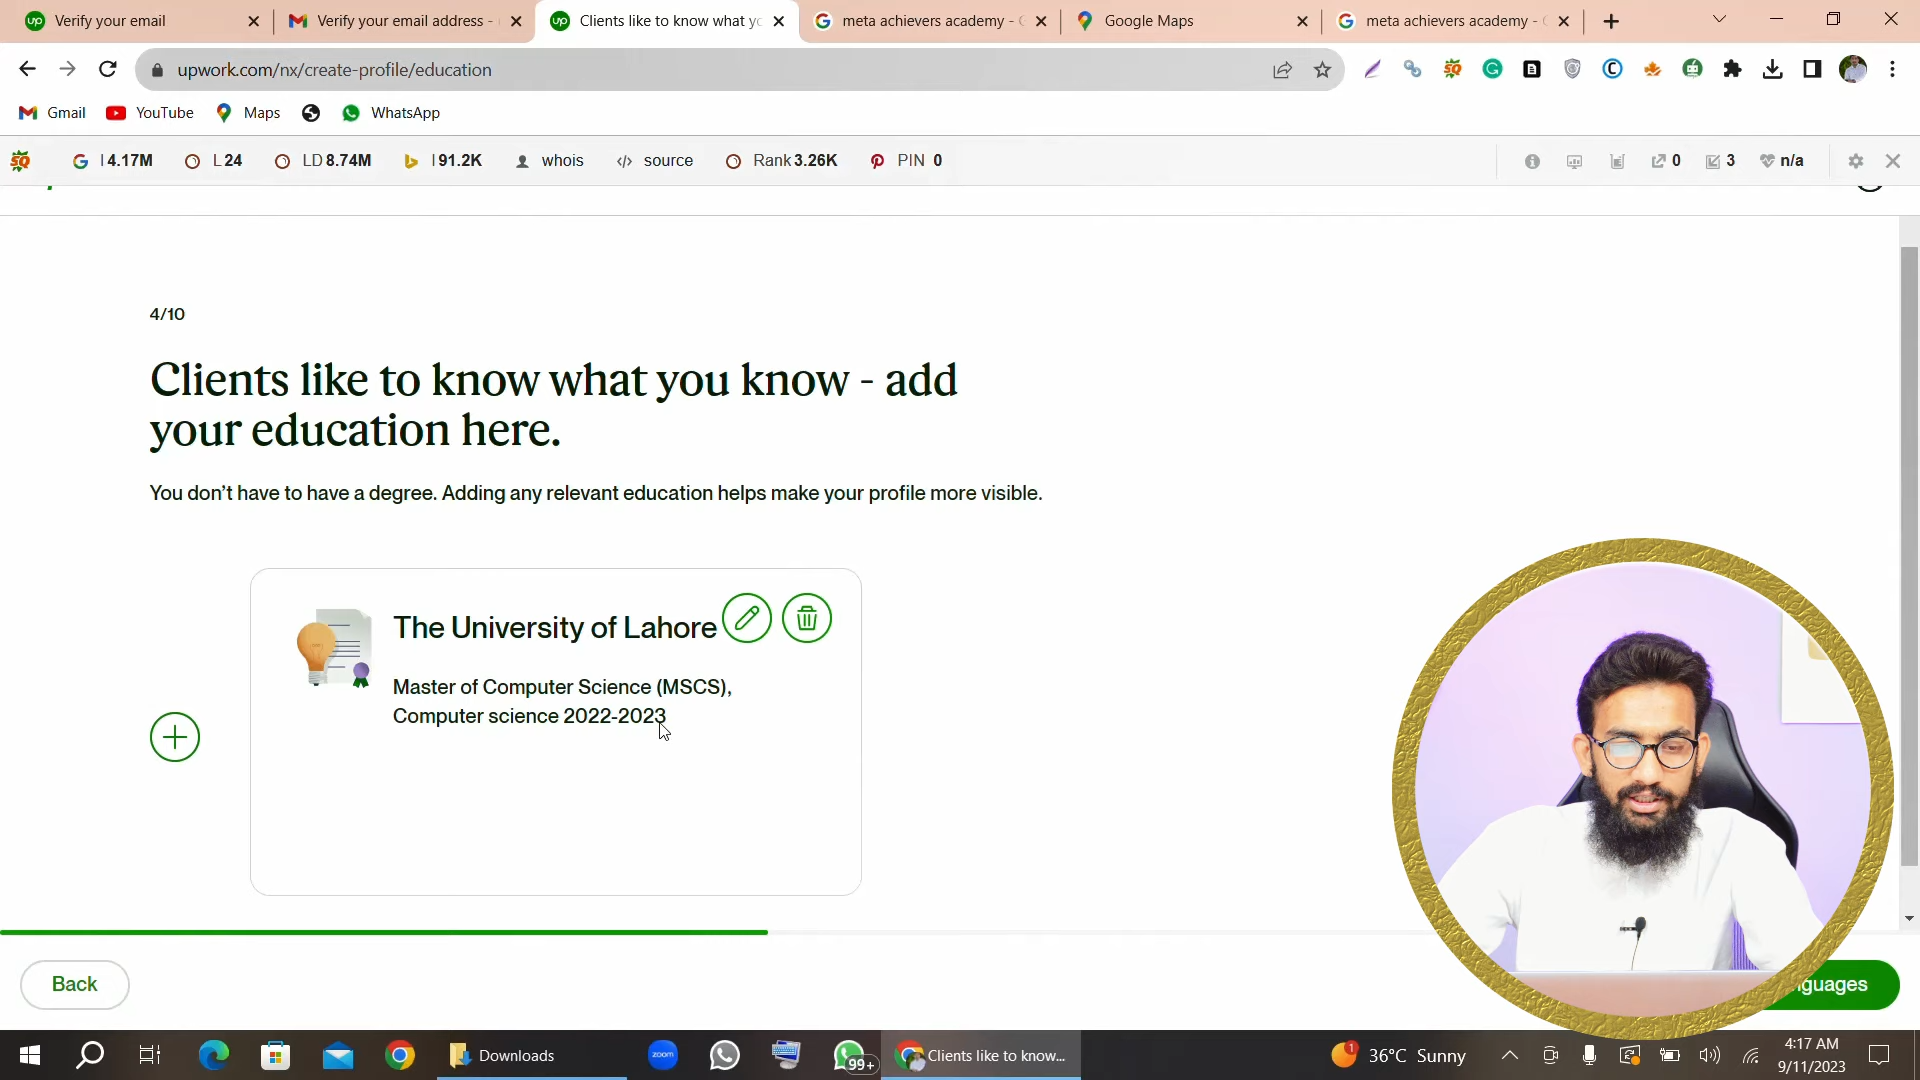 Verify your email
Verify your email address -
Clients like to know what yo
meta achievers academy -
Google Maps
meta achievers academy -
upwork.com/nx/create-profile/education
Gmail
YouTube
Maps
WhatsApp
I 4.17M
L 24
LD 8.74M
I 91.2K
whois
source
Rank 3.26K
PIN 0
0
3
n/a
4/10
Clients like to know what you know - add
your education here.
You don't have to have a degree. Adding any relevant education helps make your profile more visible.
The University of Lahore
Master of Computer Science (MSCS),
Computer science 2022-2023
Back
nguages
Downloads
zoom
99+
Clients like to know...
1
36°C Sunny
4:17 AM
9/11/2023